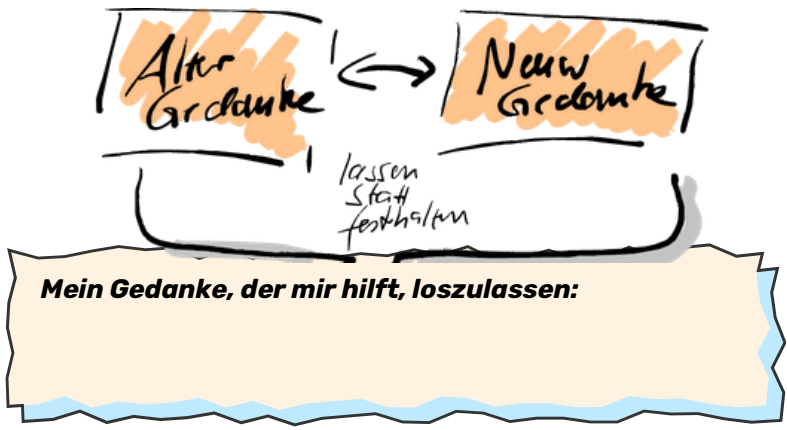 Alter
Gedanke
Neuer
Gedanke
lassen
statt
festhalten
Mein Gedanke, der mir hilft, loszulassen: